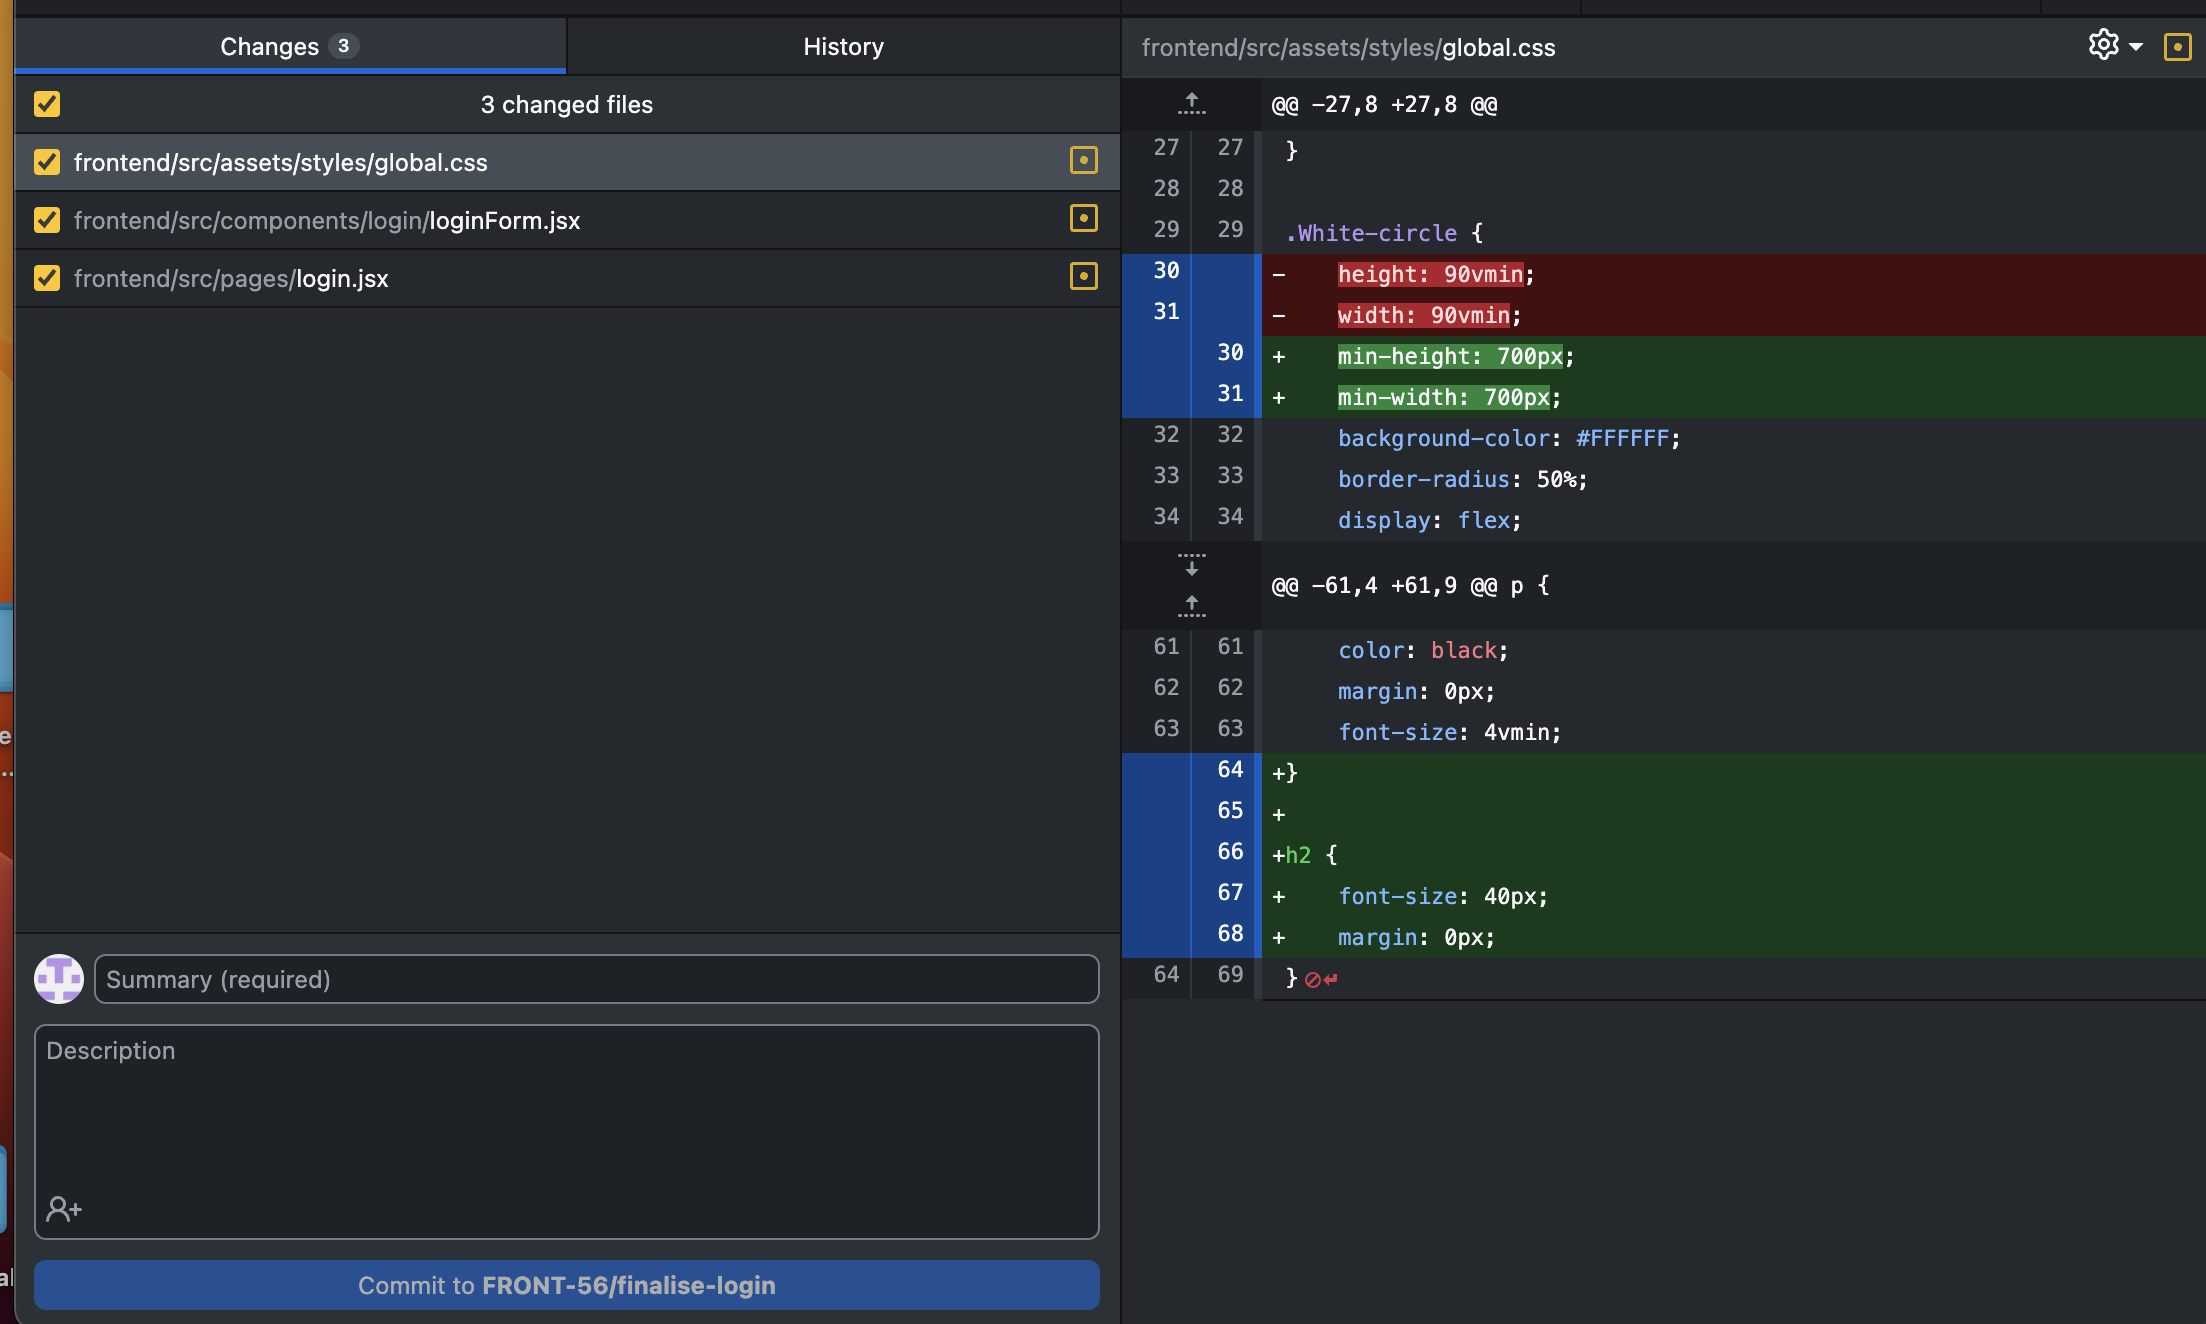 Changes 3
History
3 changed files
frontend/src/assets/styles/global.css
frontend/src/components/login/loginForm.jsx
frontend/src/pages/login.jsx
Summary (required)
Description
Commit to FRONT-56/finalise-login
frontend/src/assets/styles/global.css
@@ -27,8 +27,8 @@
27 27 }
28 28
29 29 .White-circle {
30 - height: 90vmin;
31 - width: 90vmin;
30 + min-height: 700px;
31 + min-width: 700px;
32 32 background-color: #FFFFFF;
33 33 border-radius: 50%;
34 34 display: flex;
@@ -61,4 +61,9 @@ p {
61 61 color: black;
62 62 margin: 0px;
63 63 font-size: 4vmin;
64 +}
65 +
66 +h2 {
67 + font-size: 40px;
68 + margin: 0px;
64 69 }